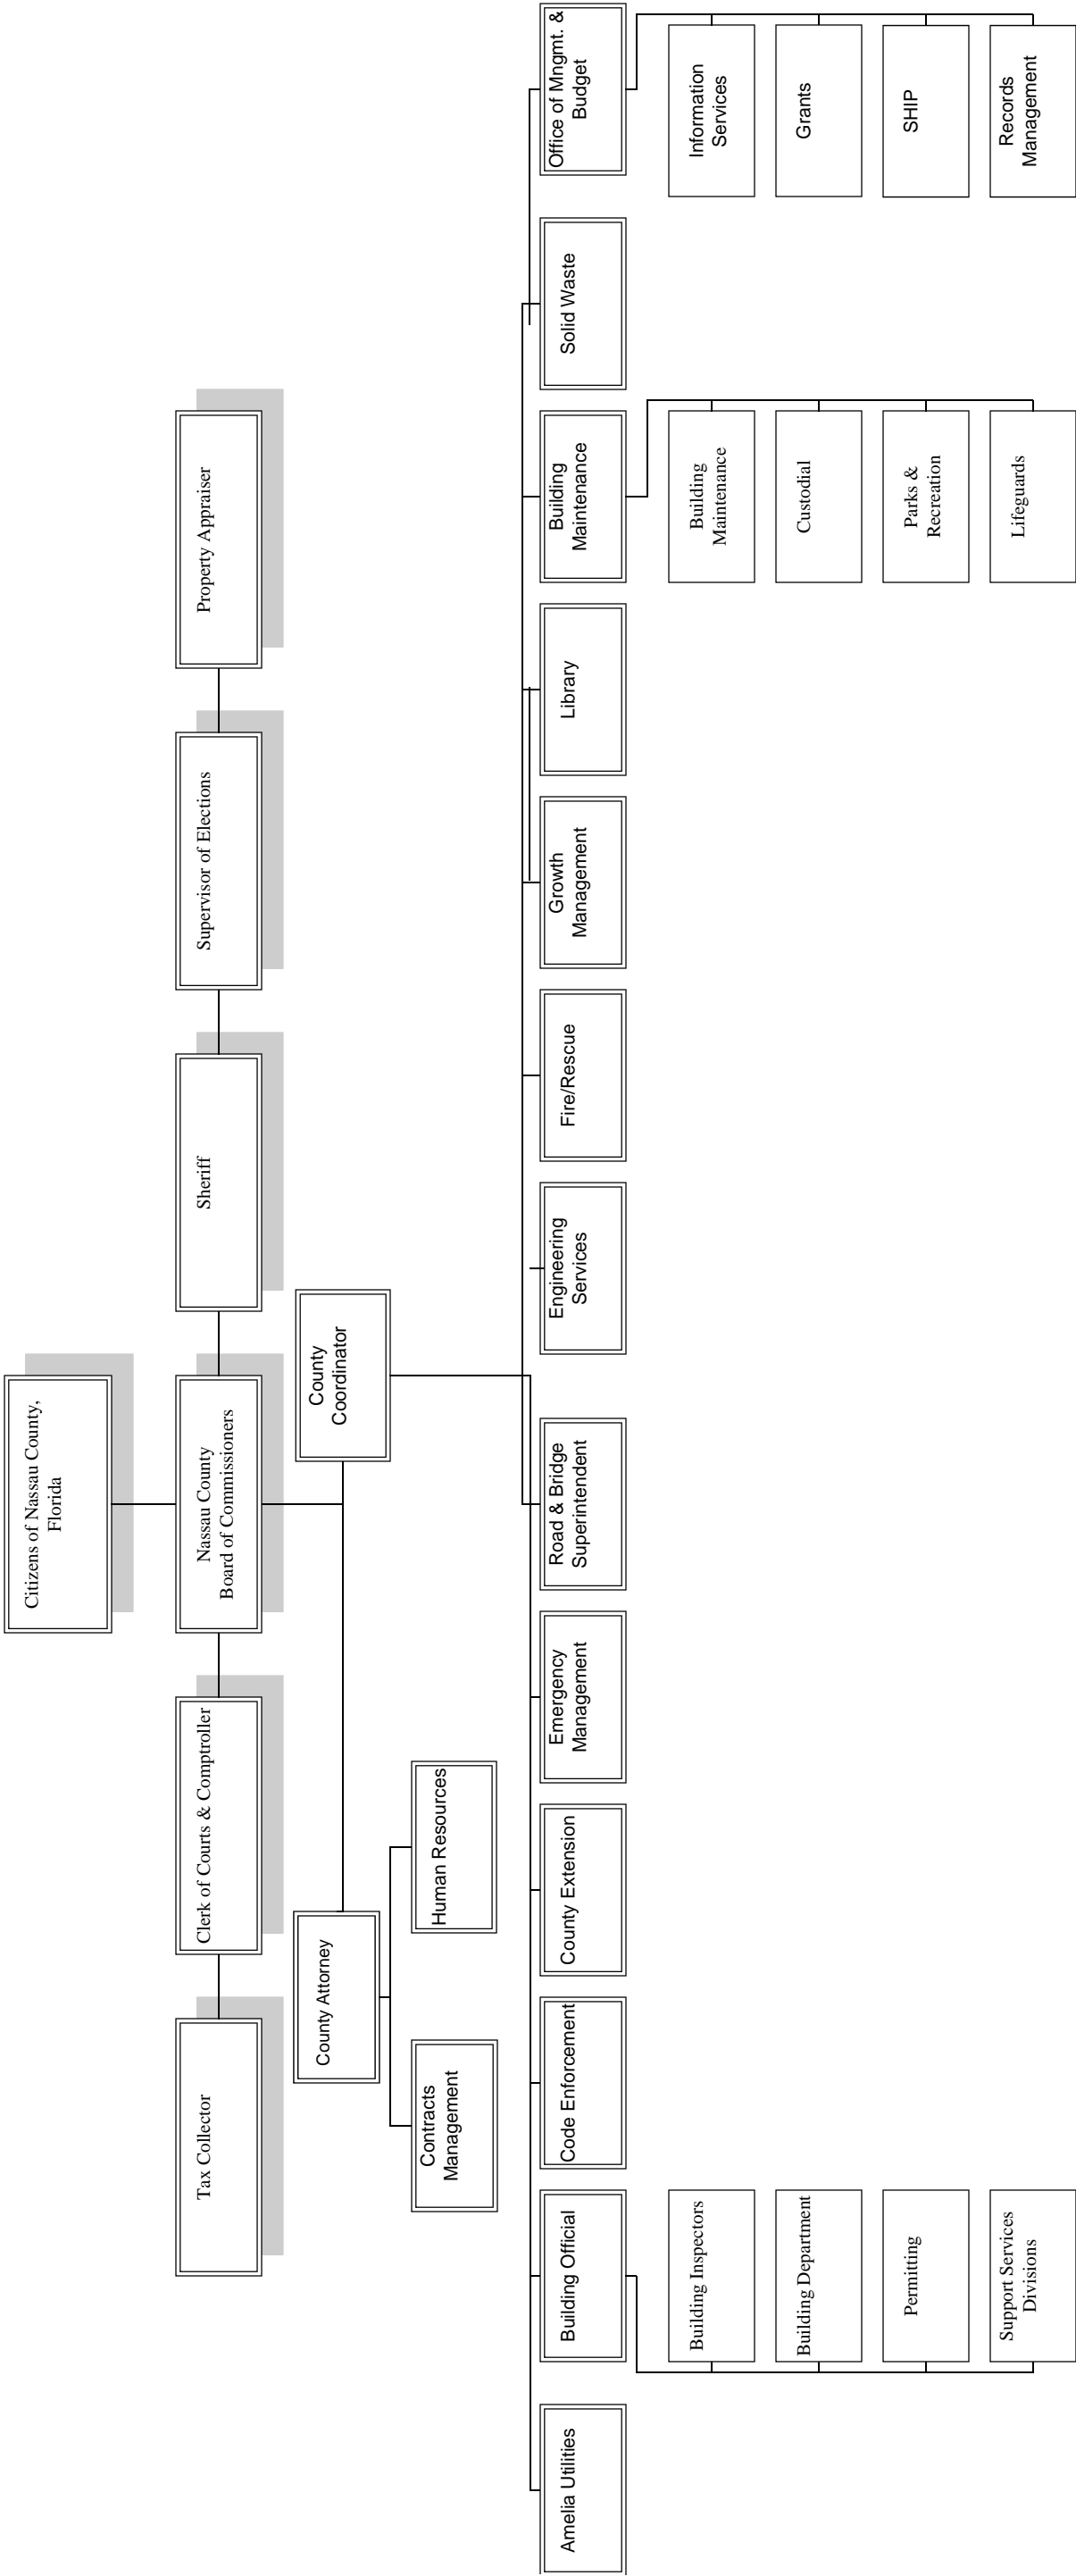 Citizens of Nassau County,
Florida
Tax Collector
Clerk of Courts & Comptroller
Nassau County
Board of Commissioners
Sheriff
Supervisor of Elections
Property Appraiser
County Attorney
County
Coordinator
Contracts
Management
Human Resources
Amelia Utilities
Building Official
Code Enforcement
County Extension
Emergency
Management
Road & Bridge
Superintendent
Engineering
Services
Fire/Rescue
Growth
Management
Library
Building
Maintenance
Solid Waste
Office of Mngmt. &
Budget
Building Inspectors
Building Department
Permitting
Support Services
Divisions
Building
Maintenance
Custodial
Parks &
Recreation
Lifeguards
Information
Services
Grants
SHIP
Records
Management